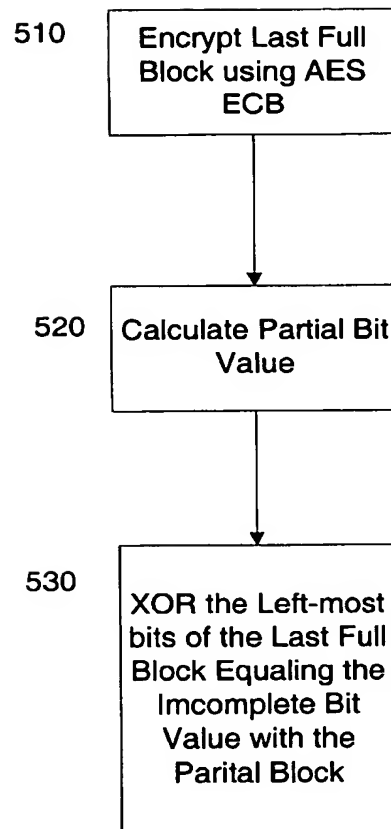 510
Encrypt Last Full
Block using AES
ECB
520
Calculate Partial Bit
Value
530
XOR the Left-most
bits of the Last Full
Block Equaling the
Imcomplete Bit
Value with the
Parital Block